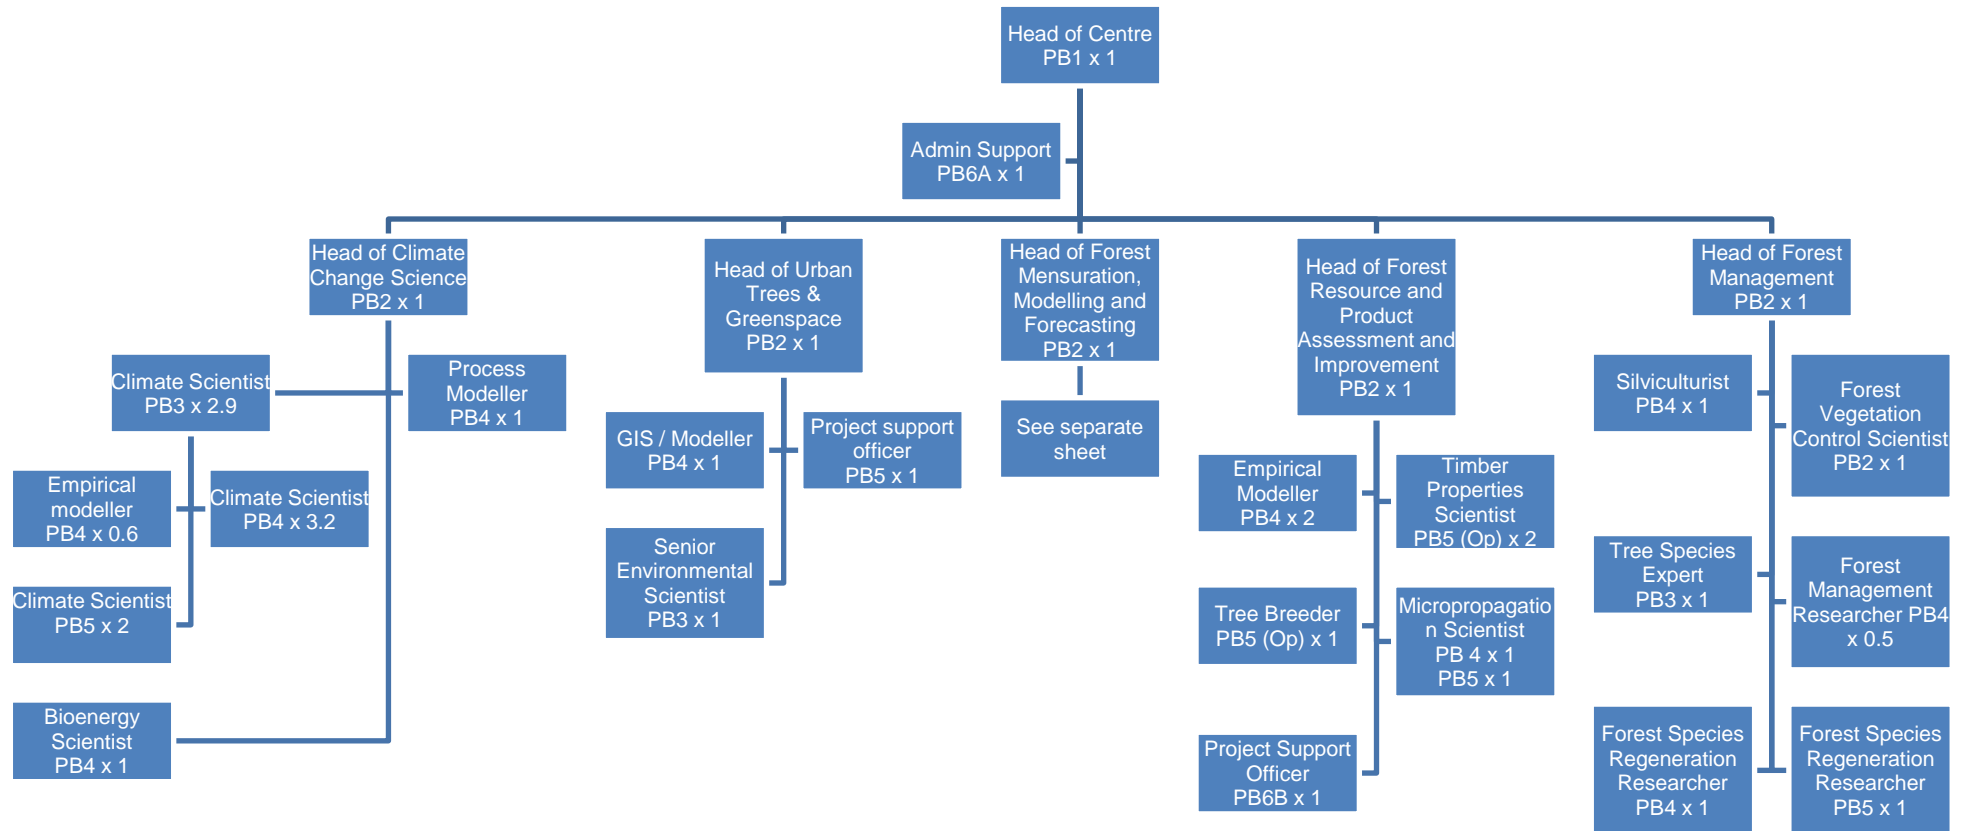 Head of Centre
PB1 x 1
Admin Support
PB6A x 1
Head of Climate
Change Science
PB2 x 1
Head of Urban
Trees &
Greenspace
PB2 x 1
Head of Forest
Mensuration,
Modelling and
Forecasting
PB2 x 1
Head of Forest
Resource and
Product
Assessment and
Improvement
PB2 x 1
Head of Forest
Management
PB2 x 1
Climate Scientist
PB3 x 2.9
Process
Modeller
PB4 x 1
Empirical
modeller
PB4 x 0.6
Climate Scientist
PB4 x 3.2
Climate Scientist
PB5 x 2
Bioenergy
Scientist
PB4 x 1
GIS / Modeller
PB4 x 1
Project support
officer
PB5 x 1
Senior
Environmental
Scientist
PB3 x 1
See separate
sheet
Empirical
Modeller
PB4 x 2
Timber
Properties
Scientist
PB5 (Op) x 2
Tree Breeder
PB5 (Op) x 1
Micropropagatio
n Scientist
PB 4 x 1
PB5 x 1
Project Support
Officer
PB6B x 1
Silviculturist
PB4 x 1
Forest
Vegetation
Control Scientist
PB2 x 1
Tree Species
Expert
PB3 x 1
Forest
Management
Researcher PB4
x 0.5
Forest Species
Regeneration
Researcher
PB4 x 1
Forest Species
Regeneration
Researcher
PB5 x 1